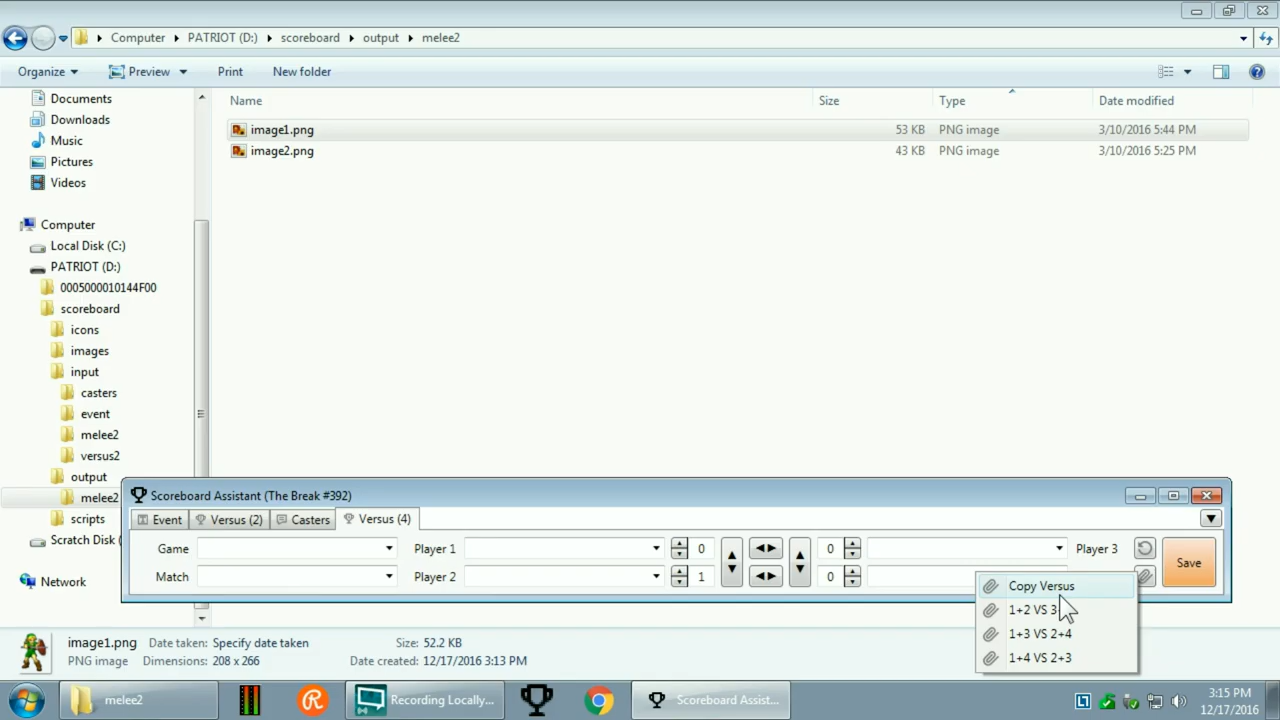 Computer ▸ PATRIOT (D:) ▸ scoreboard ▸ output ▸ melee2
Organize Preview Print New folder
Name Size Type Date modified
image1.png 53 KB PNG image 3/10/2016 5:44 PM
image2.png 43 KB PNG image 3/10/2016 5:25 PM
Documents
Downloads
Music
Pictures
Videos
Computer
Local Disk (C:)
PATRIOT (D:)
0005000010144F00
scoreboard
icons
images
input
casters
event
melee2
versus2
output
melee2
scripts
Scratch Disk (
Network
Scoreboard Assistant (The Break #392)
Event Versus (2) Casters Versus (4)
Game Player 1 0 0 Player 3 Save
Match Player 2 1 0
Copy Versus
1+2 VS 3
1+3 VS 2+4
1+4 VS 2+3
image1.png Date taken: Specify date taken Size: 52.2 KB
PNG image Dimensions: 208 x 266 Date created: 12/17/2016 3:13 PM
melee2 Recording Locally... Scoreboard Assist... 3:15 PM
12/17/2016